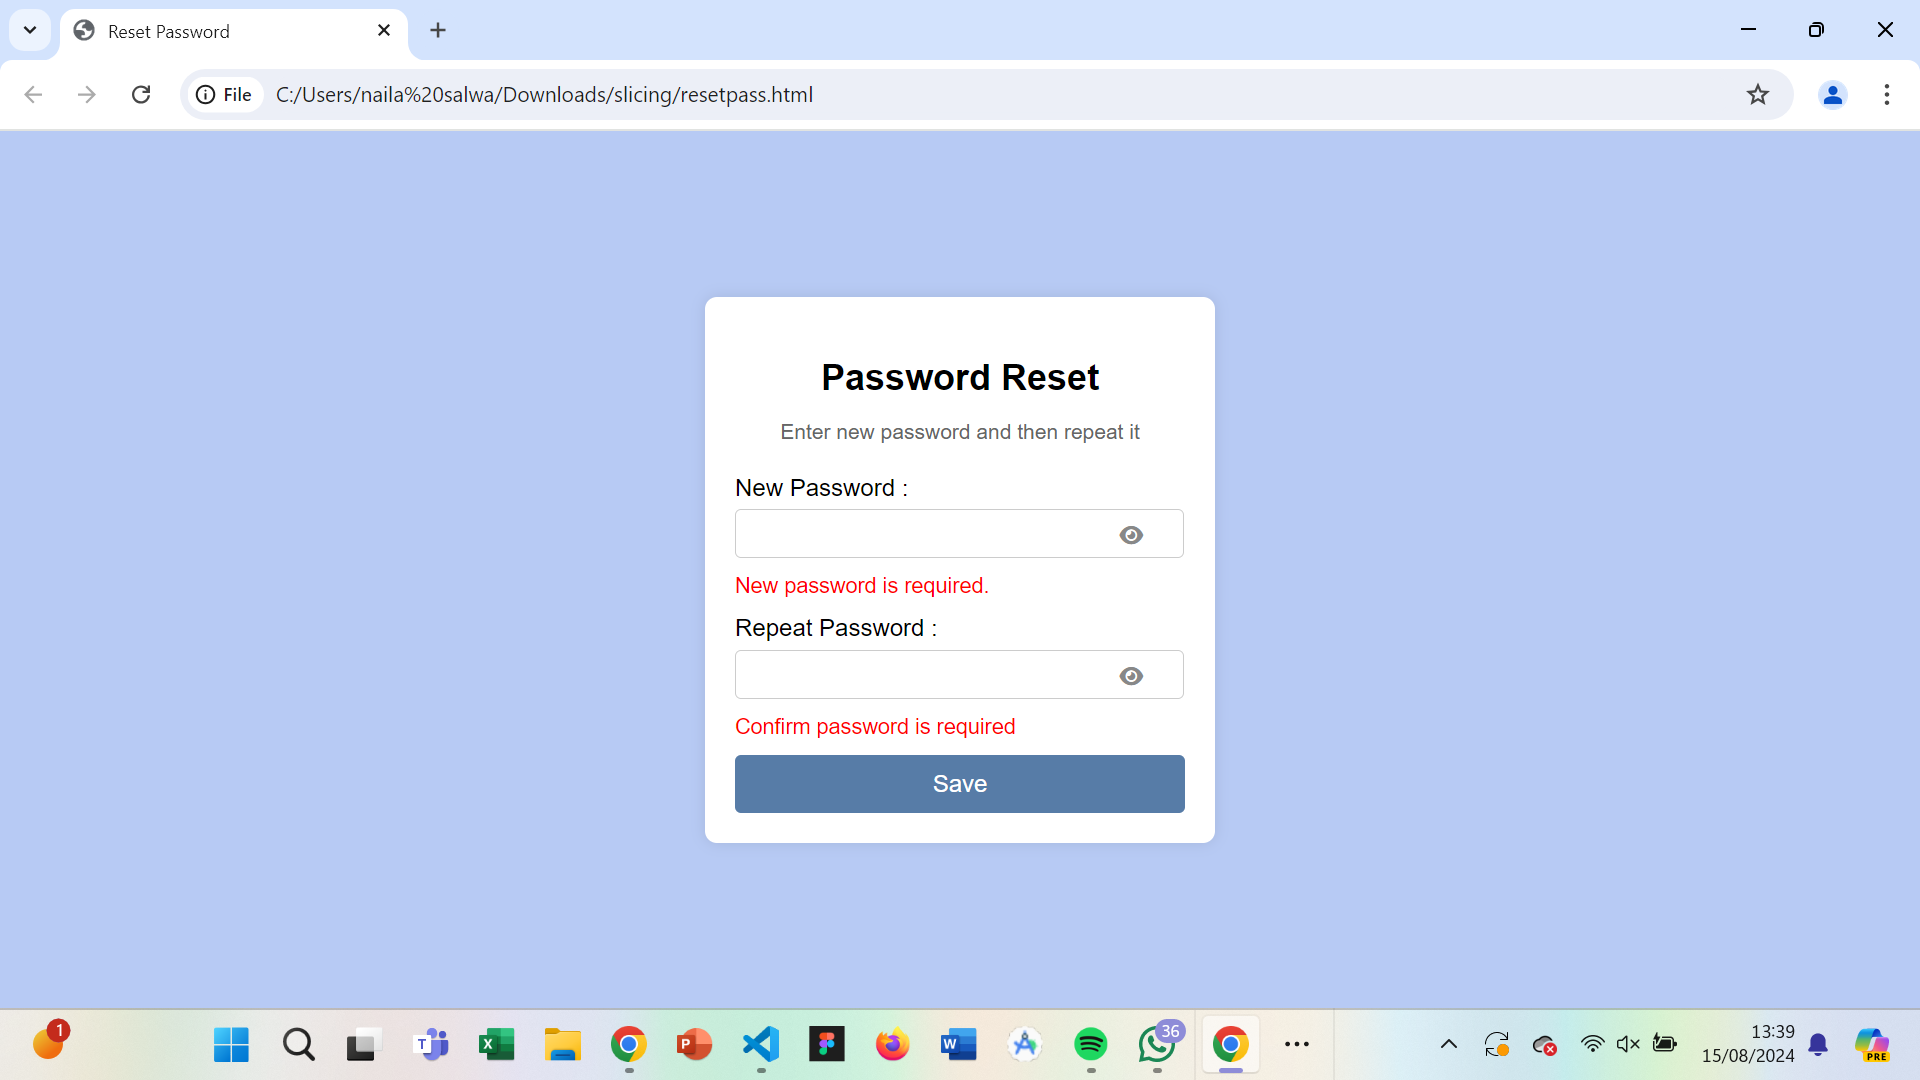 Reset Password
File
C:/Users/naila%20salwa/Downloads/slicing/resetpass.html
Password Reset
Enter new password and then repeat it
New Password :
New password is required.
Repeat Password :
Confirm password is required
Save
1
T
X
P
W
36
13:39
15/08/2024
PRE